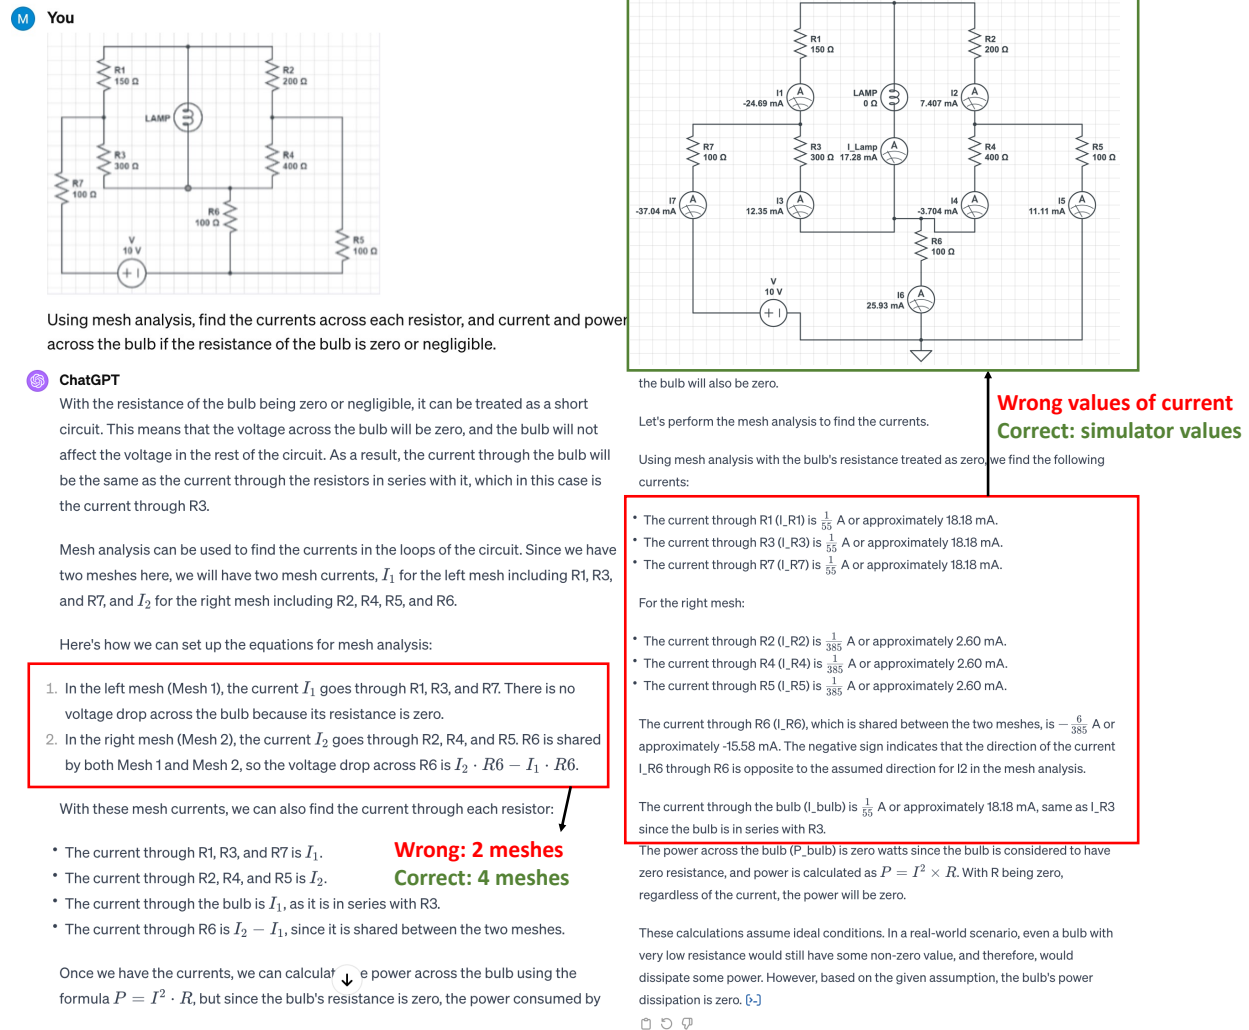 M You
R1
150 Ω
R2
200 Ω
LAMP
R3
300 Ω
R4
400 Ω
R7
100 Ω
R6
100 Ω
V
10 V
R5
100 Ω
+ I
Using mesh analysis, find the currents across each resistor, and current and power
across the bulb if the resistance of the bulb is zero or negligible.
ChatGPT
With the resistance of the bulb being zero or negligible, it can be treated as a short
circuit. This means that the voltage across the bulb will be zero, and the bulb will not
affect the voltage in the rest of the circuit. As a result, the current through the bulb will
be the same as the current through the resistors in series with it, which in this case is
the current through R3.
Mesh analysis can be used to find the currents in the loops of the circuit. Since we have
two meshes here, we will have two mesh currents, I₁ for the left mesh including R1, R3,
and R7, and I₂ for the right mesh including R2, R4, R5, and R6.
Here's how we can set up the equations for mesh analysis:
1. In the left mesh (Mesh 1), the current I₁ goes through R1, R3, and R7. There is no
voltage drop across the bulb because its resistance is zero.
2. In the right mesh (Mesh 2), the current I₂ goes through R2, R4, and R5. R6 is shared
by both Mesh 1 and Mesh 2, so the voltage drop across R6 is I₂ · R6 − I₁ · R6.
With these mesh currents, we can also find the current through each resistor:
Wrong: 2 meshes
Correct: 4 meshes
• The current through R1, R3, and R7 is I₁.
• The current through R2, R4, and R5 is I₂.
• The current through the bulb is I₁, as it is in series with R3.
• The current through R6 is I₂ − I₁, since it is shared between the two meshes.
Once we have the currents, we can calculat e power across the bulb using the
formula P = I² · R, but since the bulb's resistance is zero, the power consumed by
R1
150 Ω
R2
200 Ω
I1
-24.69 mA
A
LAMP
0 Ω
I2
7.407 mA
A
R7
100 Ω
R3
300 Ω
I_Lamp
17.28 mA
A
R4
400 Ω
R5
100 Ω
I7
-37.04 mA
A
I3
12.35 mA
A
I4
-3.704 mA
A
I5
11.11 mA
A
R6
100 Ω
V
10 V
+ I
I6
25.93 mA
A
the bulb will also be zero.
Wrong values of current
Correct: simulator values
Let's perform the mesh analysis to find the currents.
Using mesh analysis with the bulb's resistance treated as zero, we find the following
currents:
• The current through R1 (I_R1) is 1/55 A or approximately 18.18 mA.
• The current through R3 (I_R3) is 1/55 A or approximately 18.18 mA.
• The current through R7 (I_R7) is 1/55 A or approximately 18.18 mA.
For the right mesh:
• The current through R2 (I_R2) is 1/385 A or approximately 2.60 mA.
• The current through R4 (I_R4) is 1/385 A or approximately 2.60 mA.
• The current through R5 (I_R5) is 1/385 A or approximately 2.60 mA.
The current through R6 (I_R6), which is shared between the two meshes, is − 6/385 A or
approximately -15.58 mA. The negative sign indicates that the direction of the current
I_R6 through R6 is opposite to the assumed direction for I2 in the mesh analysis.
The current through the bulb (I_bulb) is 1/55 A or approximately 18.18 mA, same as I_R3
since the bulb is in series with R3.
The power across the bulb (P_bulb) is zero watts since the bulb is considered to have
zero resistance, and power is calculated as P = I² × R. With R being zero,
regardless of the current, the power will be zero.
These calculations assume ideal conditions. In a real-world scenario, even a bulb with
very low resistance would still have some non-zero value, and therefore, would
dissipate some power. However, based on the given assumption, the bulb's power
dissipation is zero. [>-]